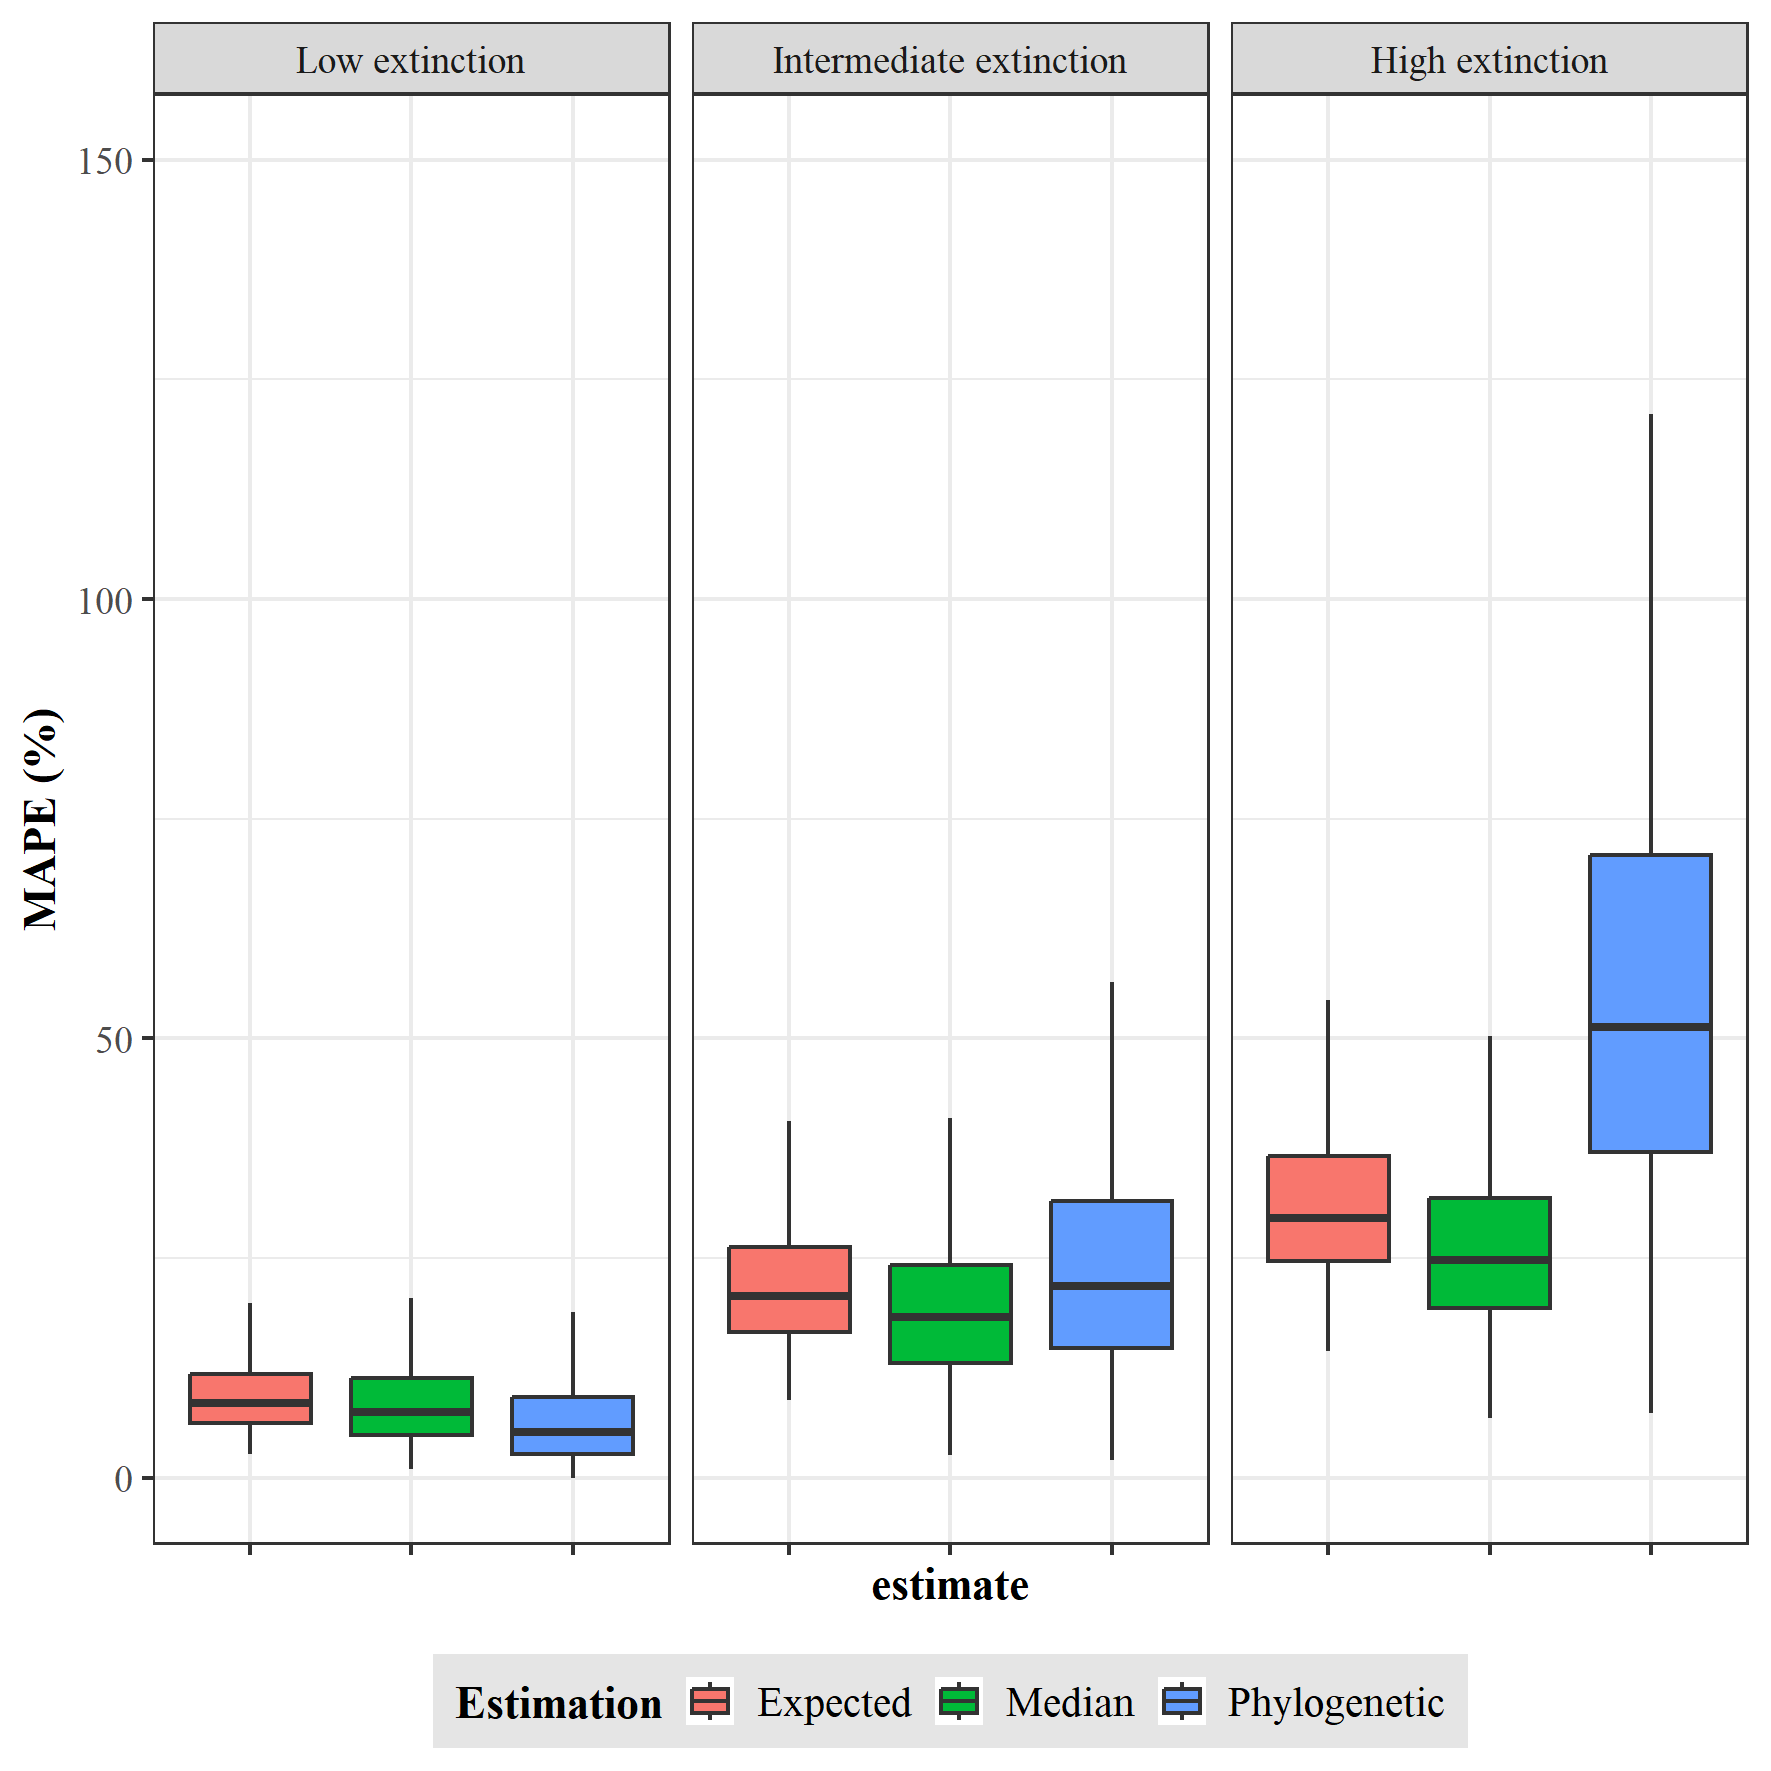 Low extinction
Intermediate extinction
High extinction
150
100
50
0
MAPE (%)
estimate
Estimation Expected Median Phylogenetic